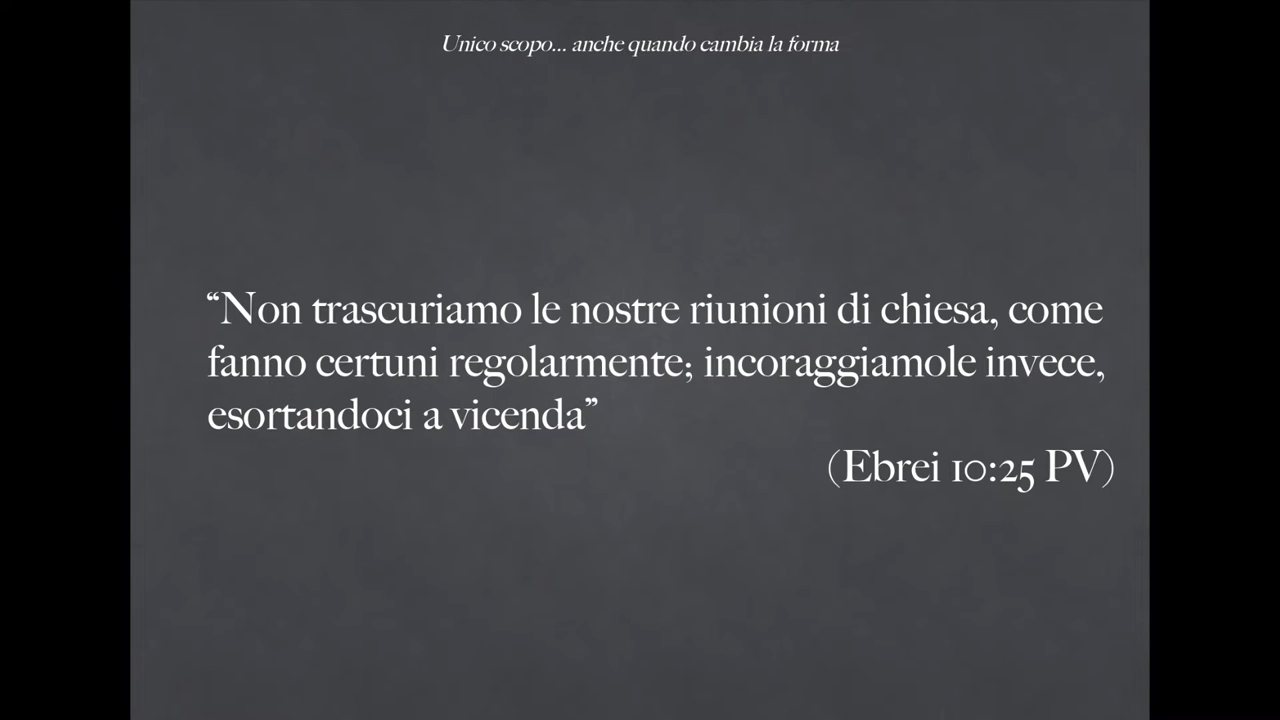 Unico scopo... anche quando cambia la forma
“Non trascuriamo le nostre riunioni di chiesa, come
fanno certuni regolarmente; incoraggiamole invece,
esortandoci a vicenda”
(Ebrei 10:25 PV)